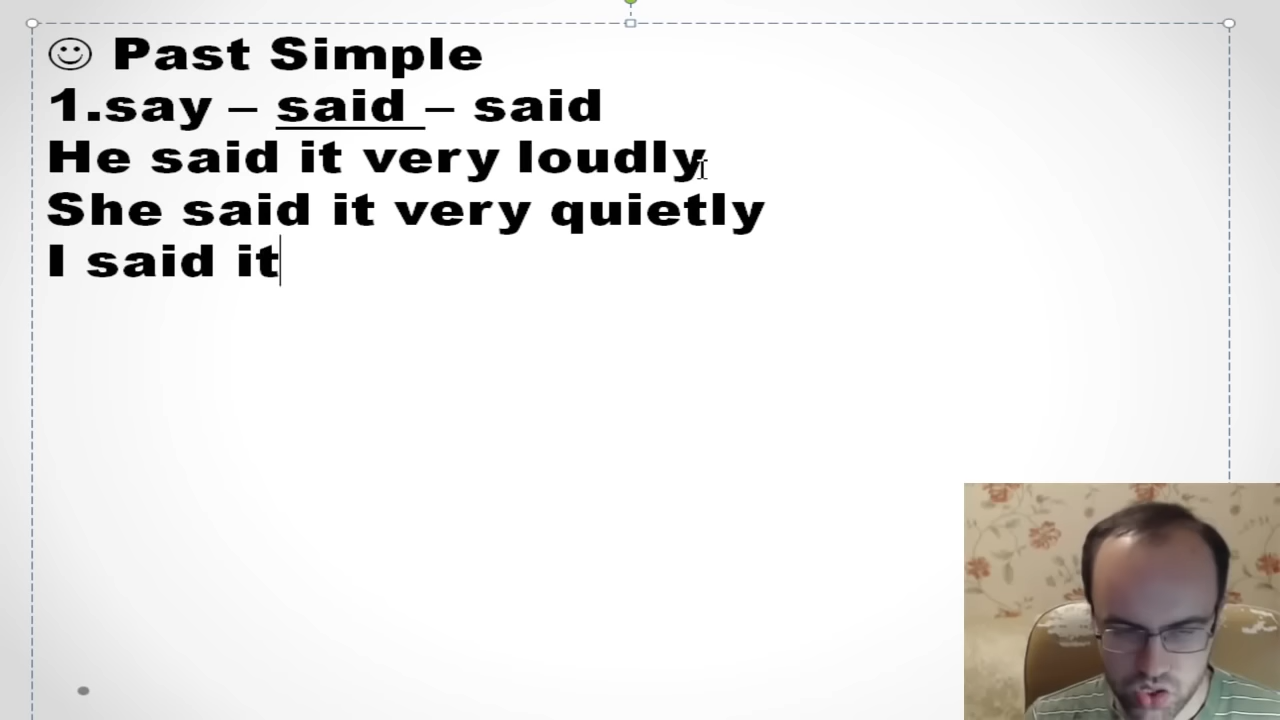 ☺ Past Simple
1.say – said – said
He said it very loudly
She said it very quietly
I said it